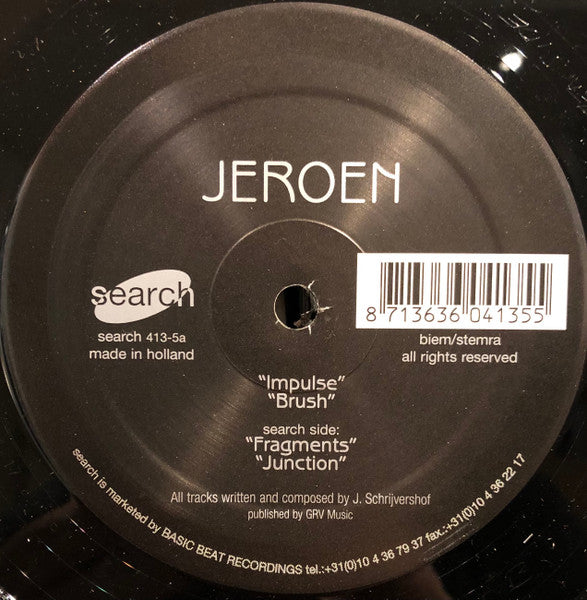 JEROEN
search
search 413-5a
made in holland
8 713636 041355
biem/stemra
all rights reserved
"Impulse"
"Brush"
search side:
"Fragments"
"Junction"
All tracks written and composed by J. Schrijvershof
published by GRV Music
search is marketed by BASIC BEAT RECORDINGS tel.:+31(0)10 4 36 79 37 fax.:+31(0)10 4 36 22 17